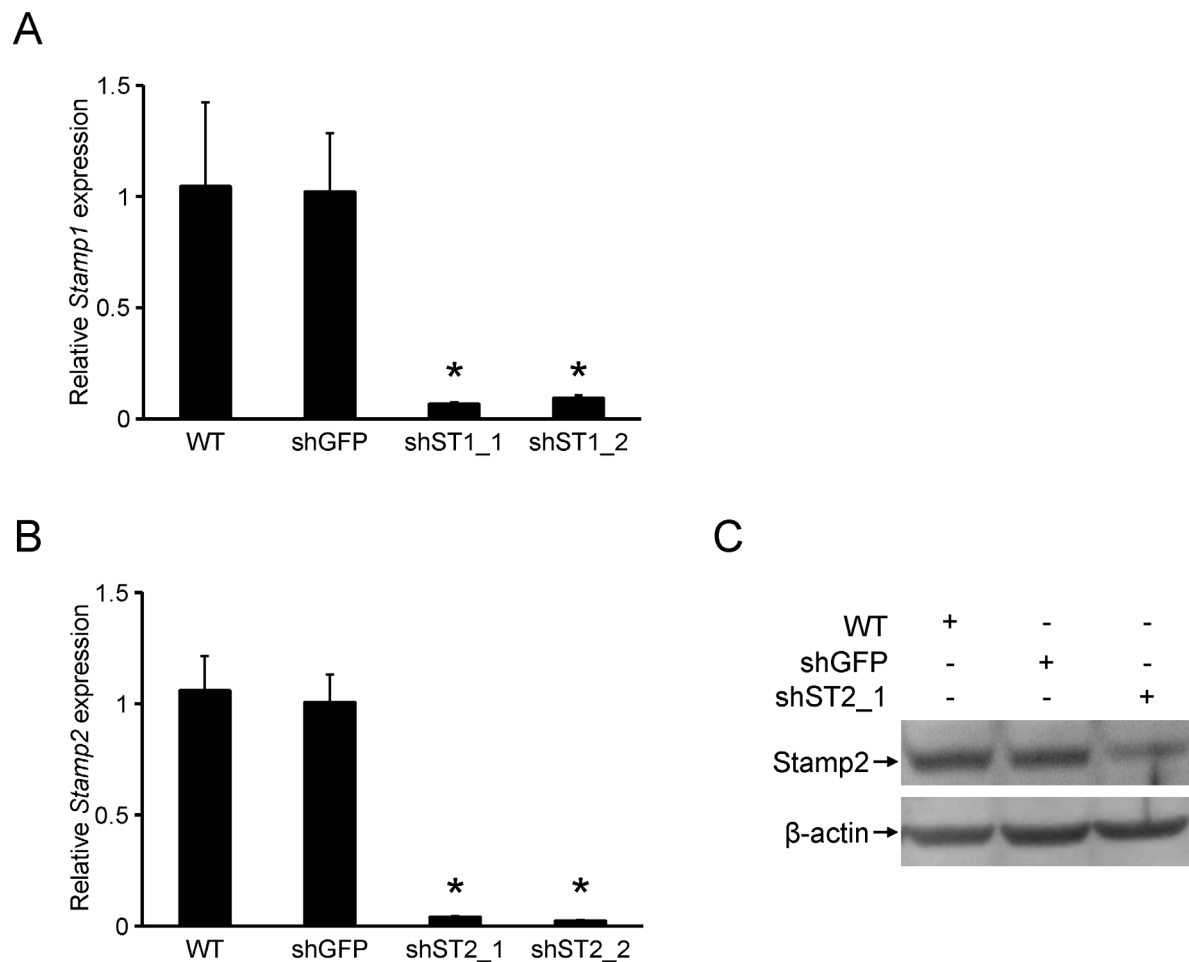 A
Relative Stamp1 expression
1.5
1
0.5
0
* *
WT shGFP shST1_1 shST1_2
B
Relative Stamp2 expression
1.5
1
0.5
0
* *
WT shGFP shST2_1 shST2_2
C
WT + - -
shGFP - + -
shST2_1 - - +
Stamp2
β-actin